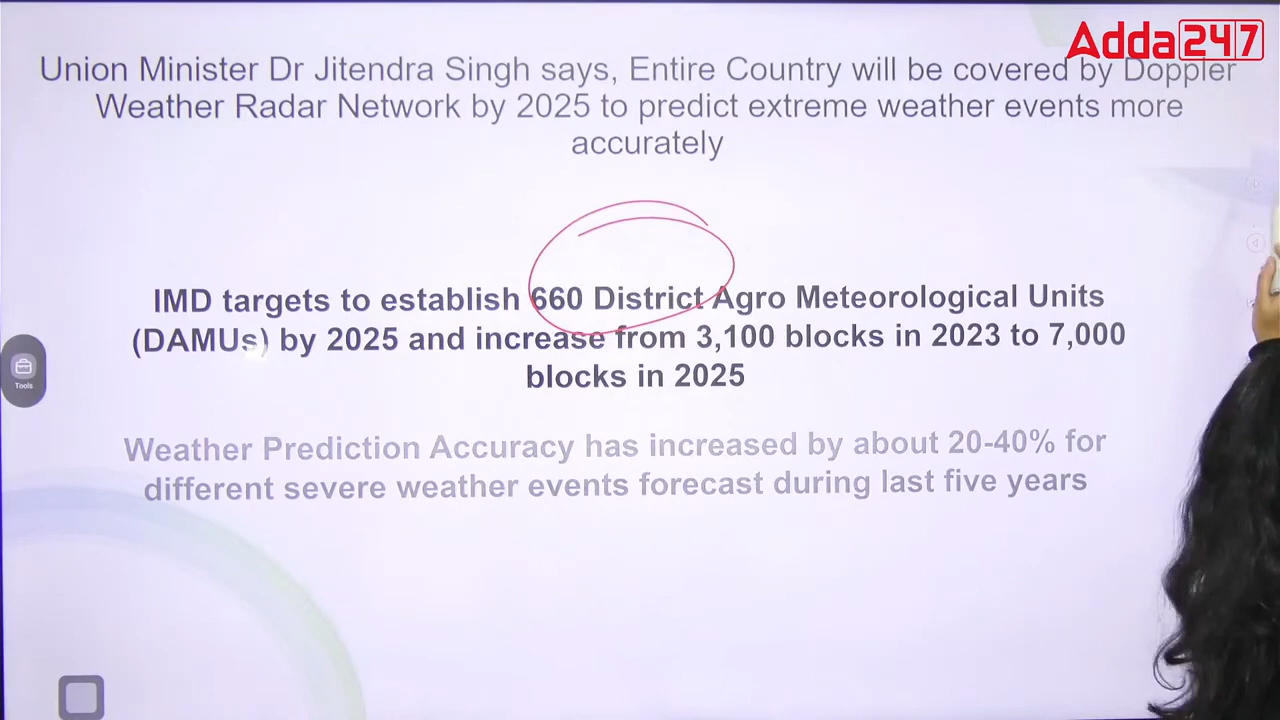 Adda247
Union Minister Dr Jitendra Singh says, Entire Country will be covered by Doppler
Weather Radar Network by 2025 to predict extreme weather events more
accurately
IMD targets to establish 660 District Agro Meteorological Units
(DAMUs) by 2025 and increase from 3,100 blocks in 2023 to 7,000
blocks in 2025
Tools
Weather Prediction Accuracy has increased by about 20-40% for
different severe weather events forecast during last five years